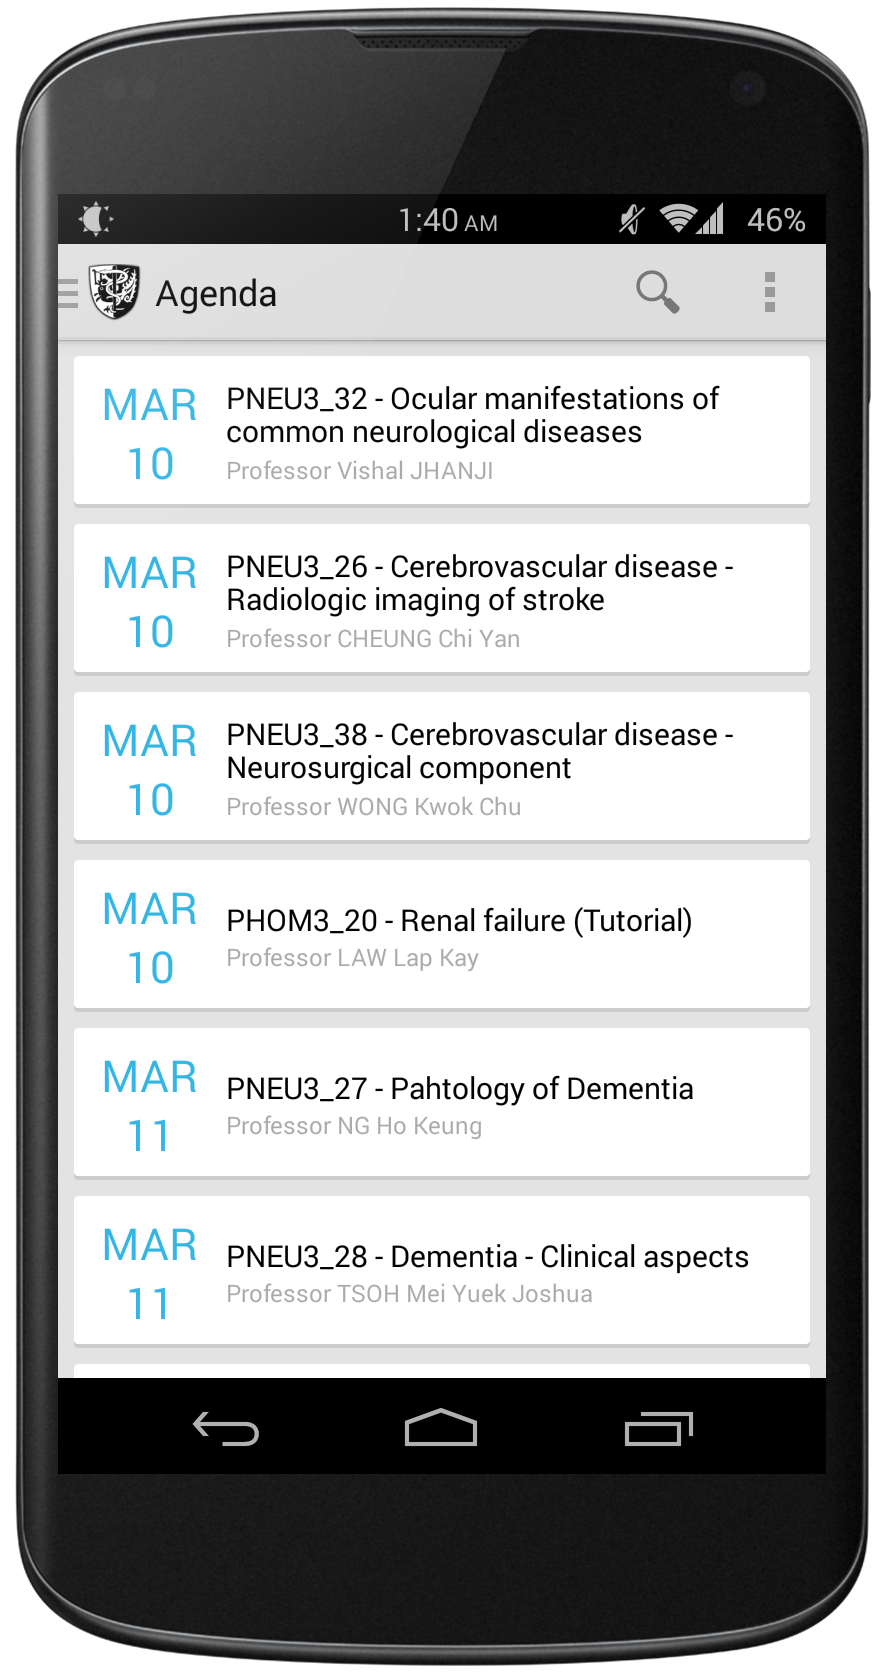 1:40 AM
46%
Agenda
MAR
10
PNEU3_32 - Ocular manifestations of
common neurological diseases
Professor Vishal JHANJI
MAR
10
PNEU3_26 - Cerebrovascular disease -
Radiologic imaging of stroke
Professor CHEUNG Chi Yan
MAR
10
PNEU3_38 - Cerebrovascular disease -
Neurosurgical component
Professor WONG Kwok Chu
MAR
10
PHOM3_20 - Renal failure (Tutorial)
Professor LAW Lap Kay
MAR
11
PNEU3_27 - Pahtology of Dementia
Professor NG Ho Keung
MAR
11
PNEU3_28 - Dementia - Clinical aspects
Professor TSOH Mei Yuek Joshua